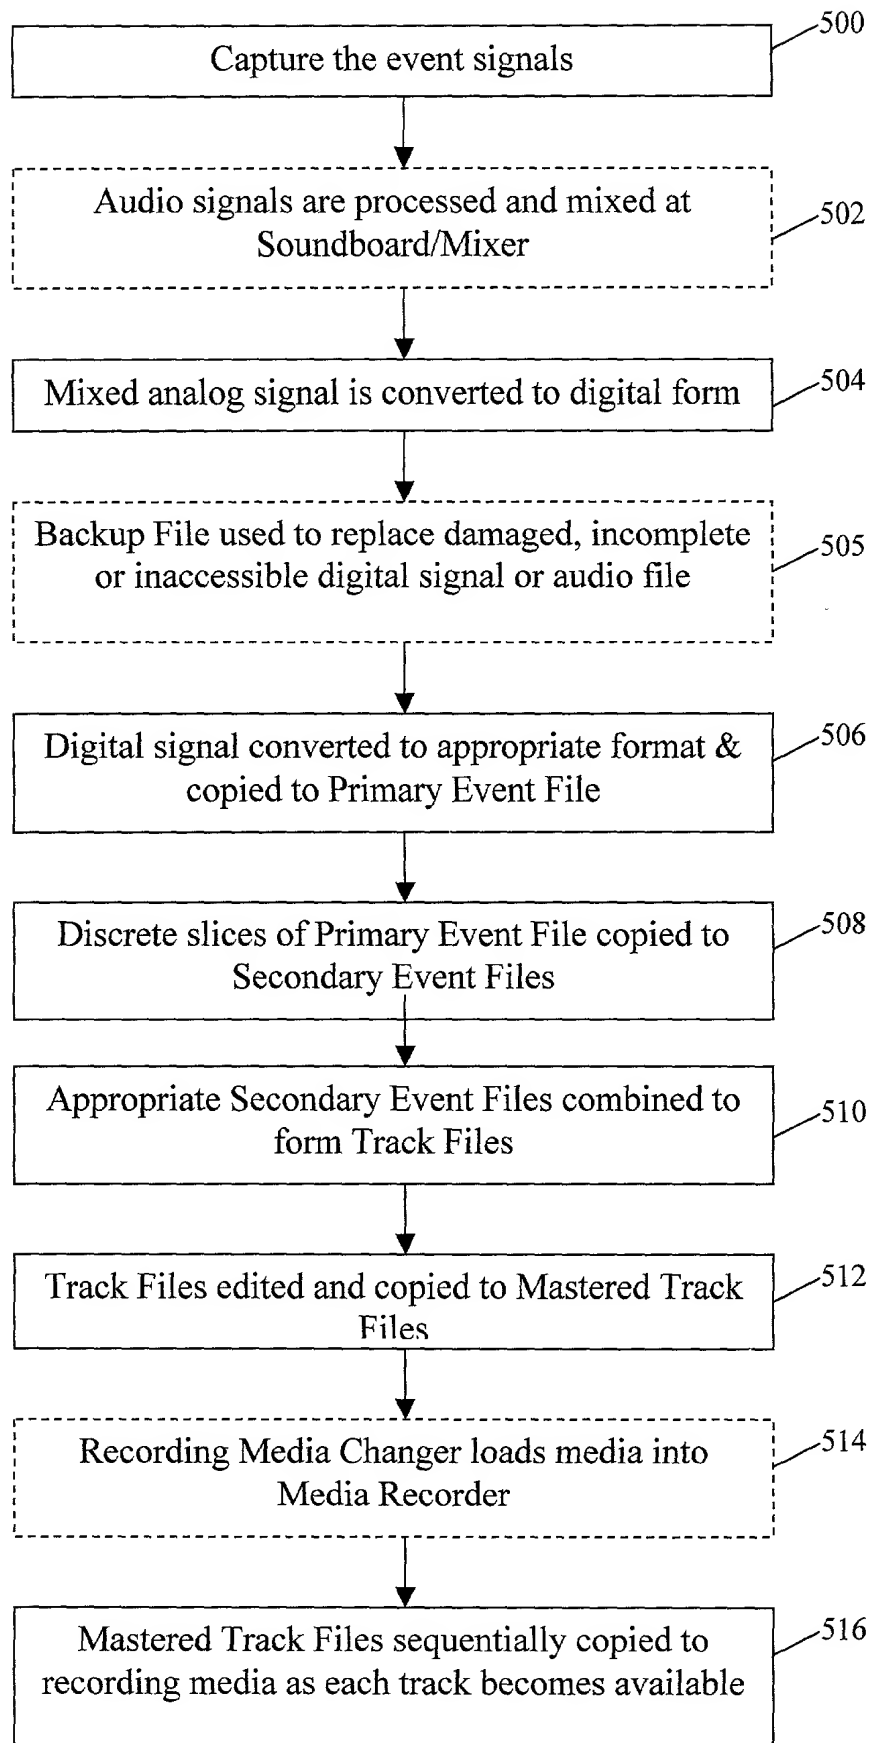 500
Capture the event signals
Audio signals are processed and mixed at
Soundboard/Mixer
502
Mixed analog signal is converted to digital form
504
Backup File used to replace damaged, incomplete
or inaccessible digital signal or audio file
505
Digital signal converted to appropriate format &
copied to Primary Event File
506
Discrete slices of Primary Event File copied to
Secondary Event Files
508
Appropriate Secondary Event Files combined to
form Track Files
510
Track Files edited and copied to Mastered Track
Files
512
Recording Media Changer loads media into
Media Recorder
514
Mastered Track Files sequentially copied to
recording media as each track becomes available
516